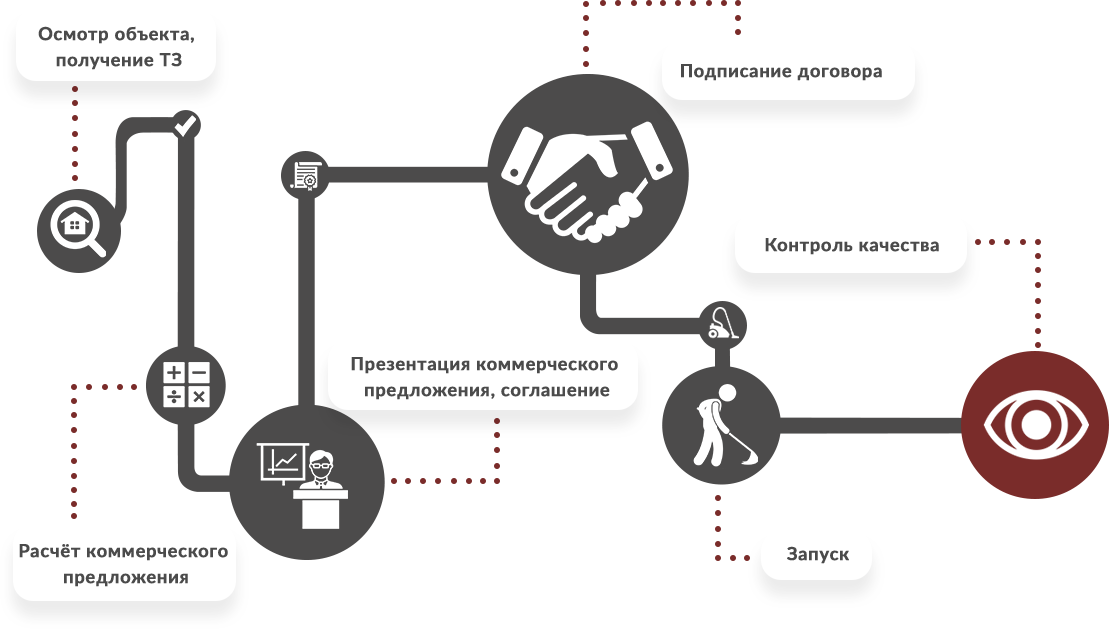 Осмотр объекта,
получение ТЗ
Подписание договора
Контроль качества
Презентация коммерческого
предложения, соглашение
Расчёт коммерческого
предложения
Запуск